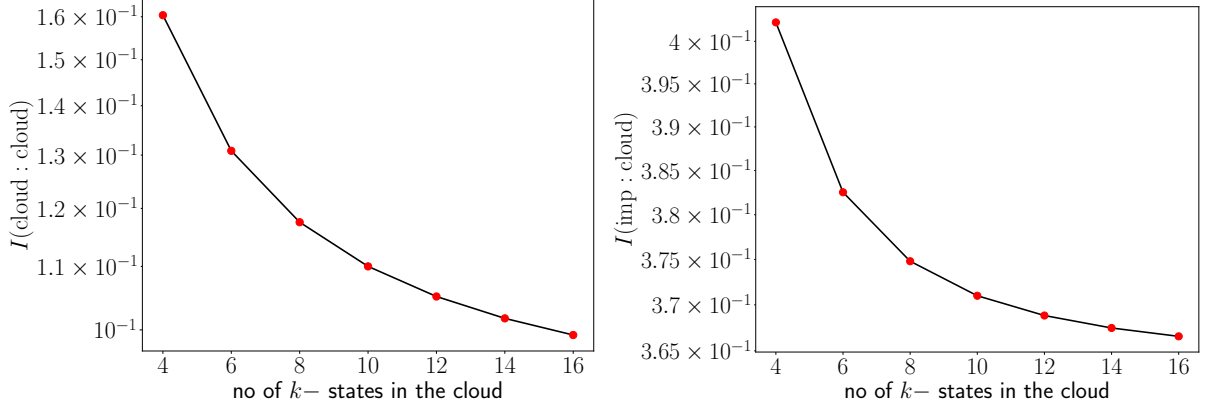 I(cloud : cloud)
1.6 × 10⁻¹
1.5 × 10⁻¹
1.4 × 10⁻¹
1.3 × 10⁻¹
1.2 × 10⁻¹
1.1 × 10⁻¹
10⁻¹
4 6 8 10 12 14 16
no of k− states in the cloud
I(imp : cloud)
4 × 10⁻¹
3.95 × 10⁻¹
3.9 × 10⁻¹
3.85 × 10⁻¹
3.8 × 10⁻¹
3.75 × 10⁻¹
3.7 × 10⁻¹
3.65 × 10⁻¹
4 6 8 10 12 14 16
no of k− states in the cloud